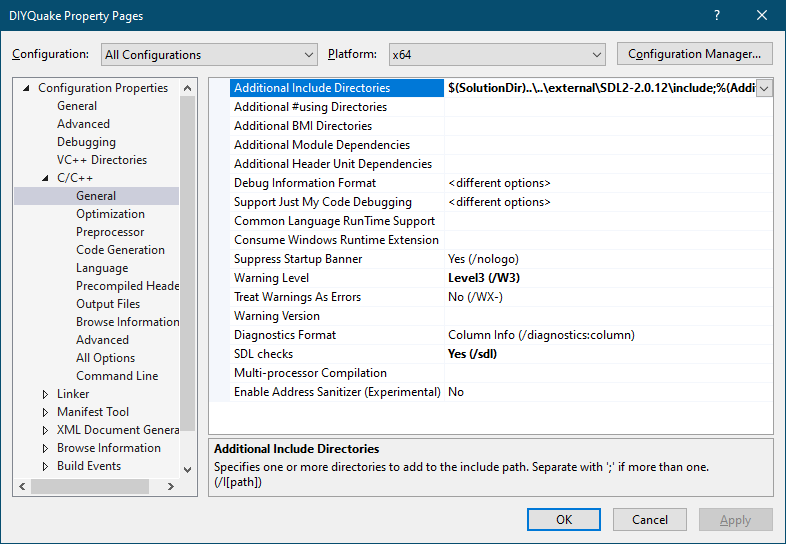 DIYQuake Property Pages
Configuration: All Configurations Platform: x64 Configuration Manager...
Configuration Properties
General
Advanced
Debugging
VC++ Directories
C/C++
General
Optimization
Preprocessor
Code Generation
Language
Precompiled Heade
Output Files
Browse Information
Advanced
All Options
Command Line
Linker
Manifest Tool
XML Document Genera
Browse Information
Build Events
Additional Include Directories $(SolutionDir)..\..\external\SDL2-2.0.12\include;%(Addi
Additional #using Directories
Additional BMI Directories
Additional Module Dependencies
Additional Header Unit Dependencies
Debug Information Format <different options>
Support Just My Code Debugging <different options>
Common Language RunTime Support
Consume Windows Runtime Extension
Suppress Startup Banner Yes (/nologo)
Warning Level Level3 (/W3)
Treat Warnings As Errors No (/WX-)
Warning Version
Diagnostics Format Column Info (/diagnostics:column)
SDL checks Yes (/sdl)
Multi-processor Compilation
Enable Address Sanitizer (Experimental) No
Additional Include Directories
Specifies one or more directories to add to the include path. Separate with ';' if more than one.
(/I[path])
OK Cancel Apply